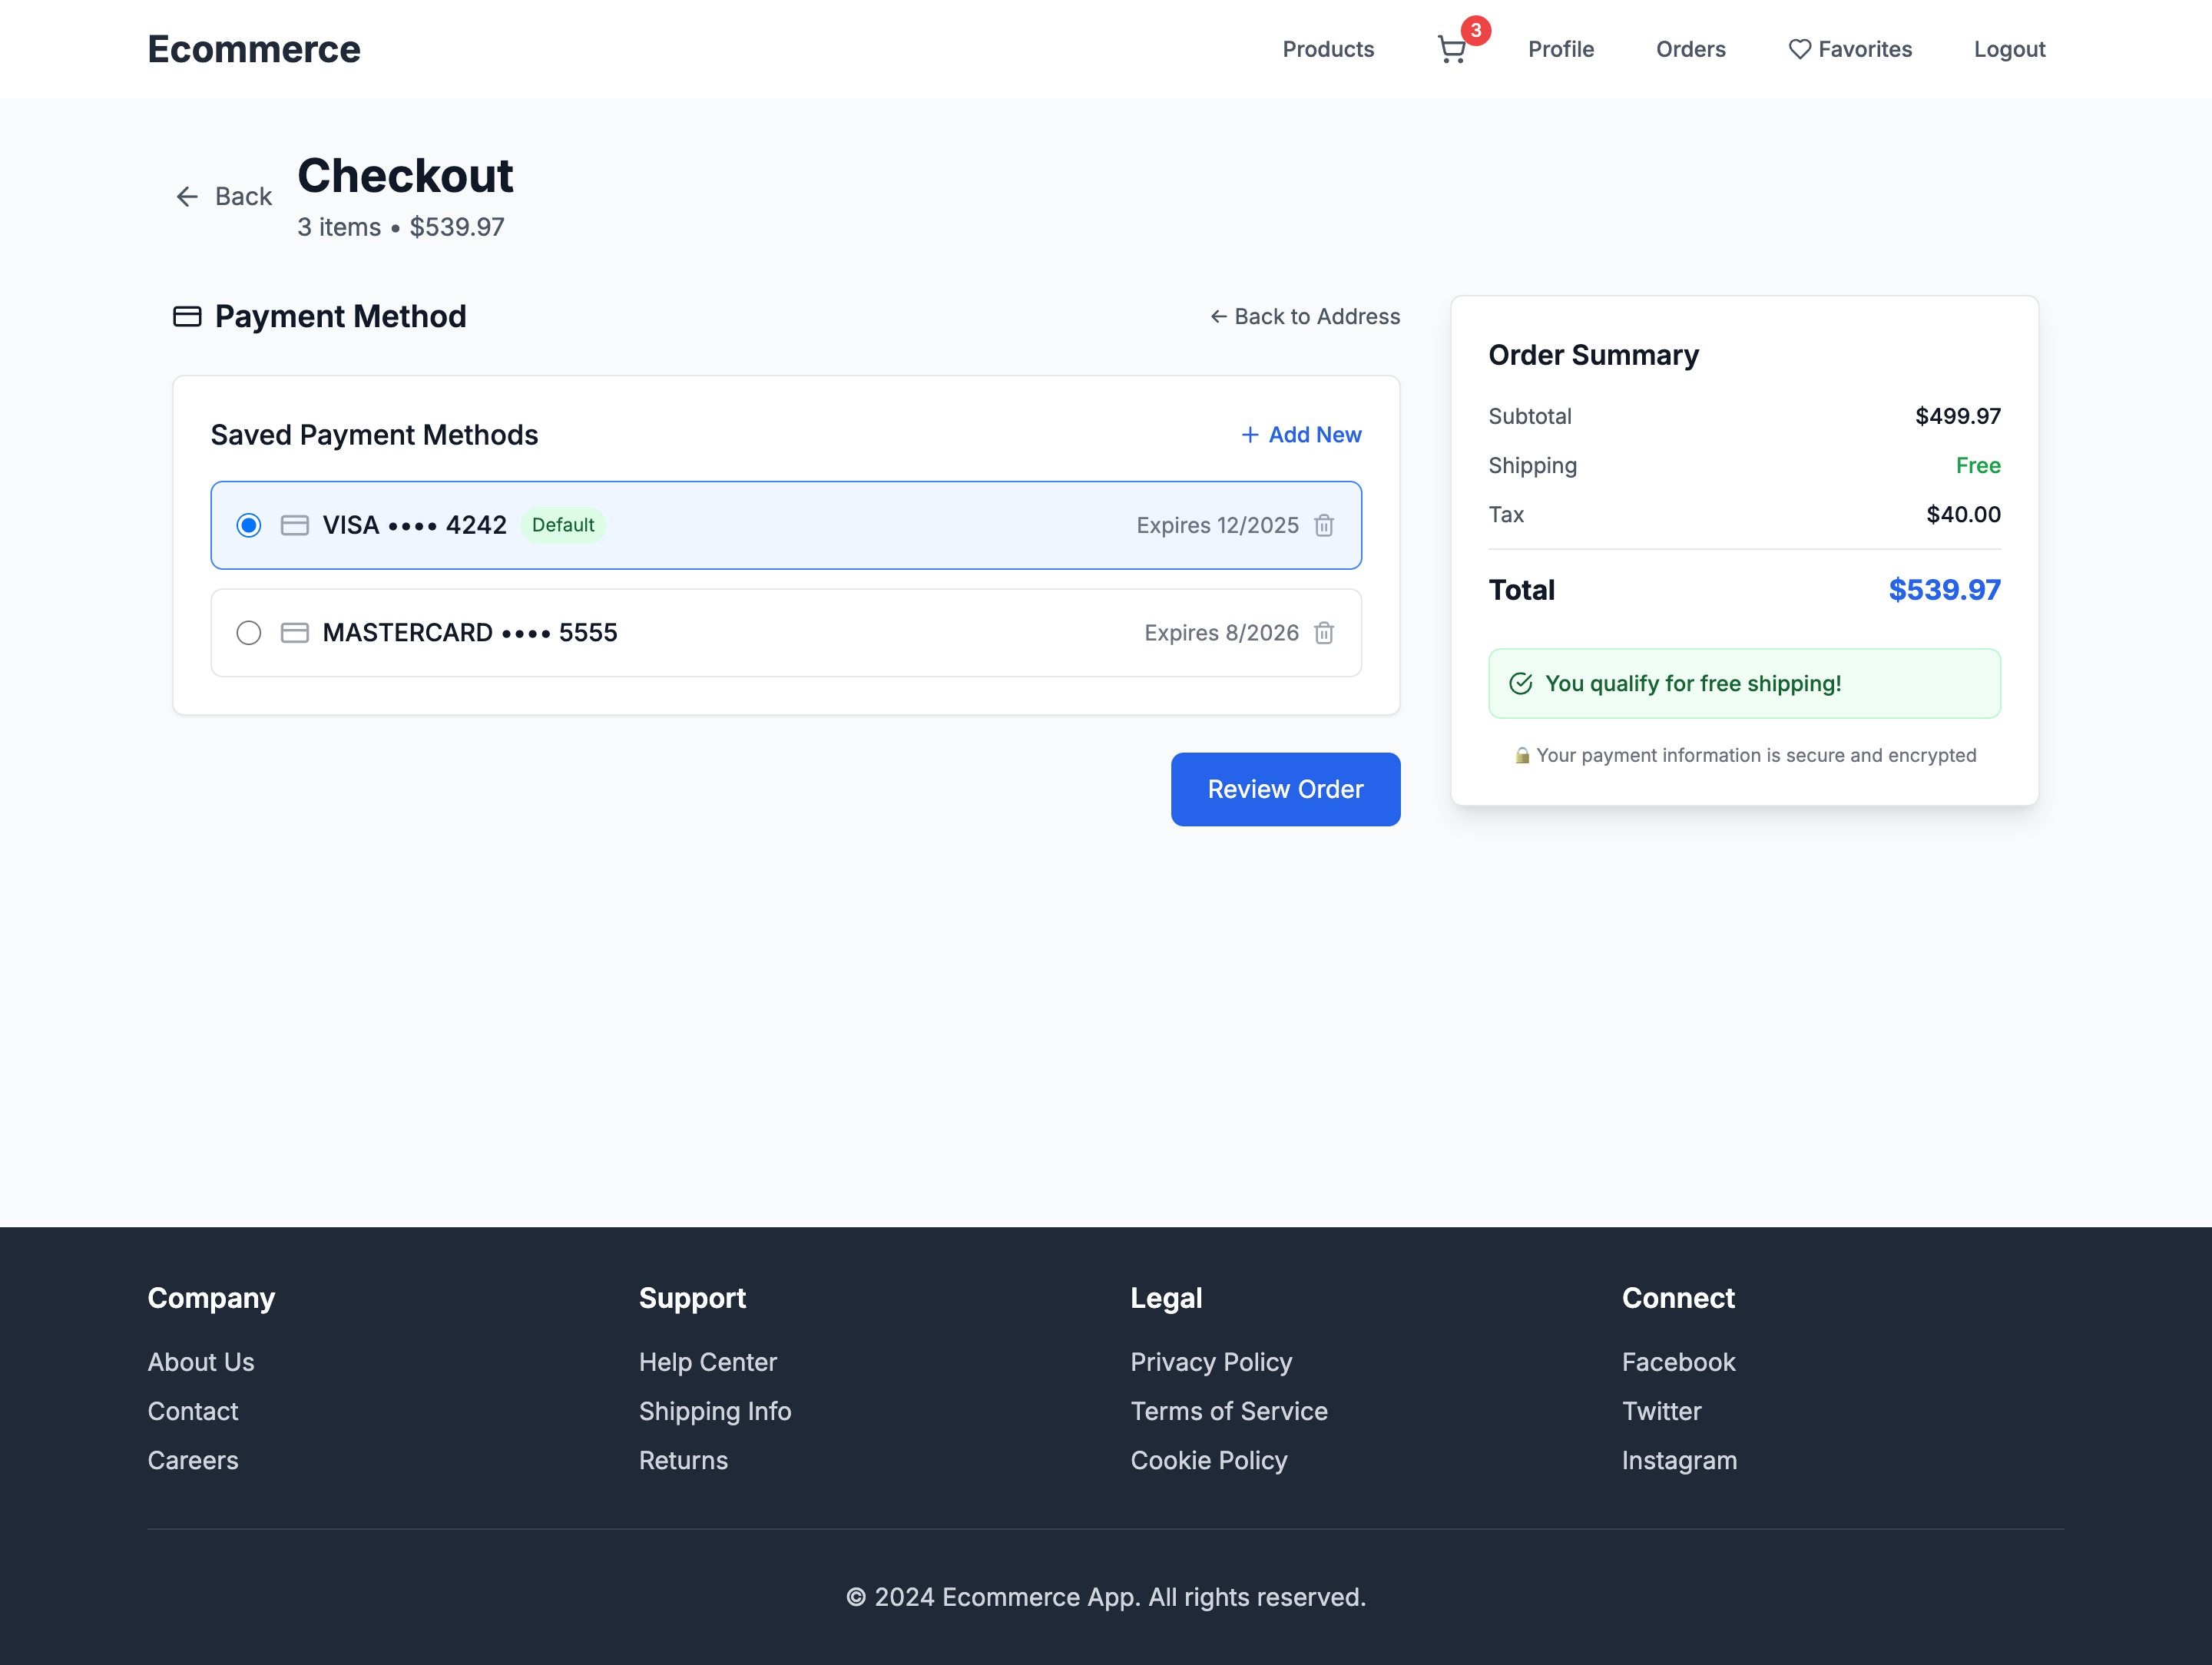 Ecommerce
Products
3
Profile
Orders
Favorites
Logout
Back
Checkout
3 items • $539.97
Payment Method
← Back to Address
Saved Payment Methods
+ Add New
VISA •••• 4242 Default Expires 12/2025
MASTERCARD •••• 5555 Expires 8/2026
Review Order
Order Summary
Subtotal $499.97
Shipping Free
Tax $40.00
Total $539.97
You qualify for free shipping!
🔒 Your payment information is secure and encrypted
Company
About Us
Contact
Careers
Support
Help Center
Shipping Info
Returns
Legal
Privacy Policy
Terms of Service
Cookie Policy
Connect
Facebook
Twitter
Instagram
© 2024 Ecommerce App. All rights reserved.